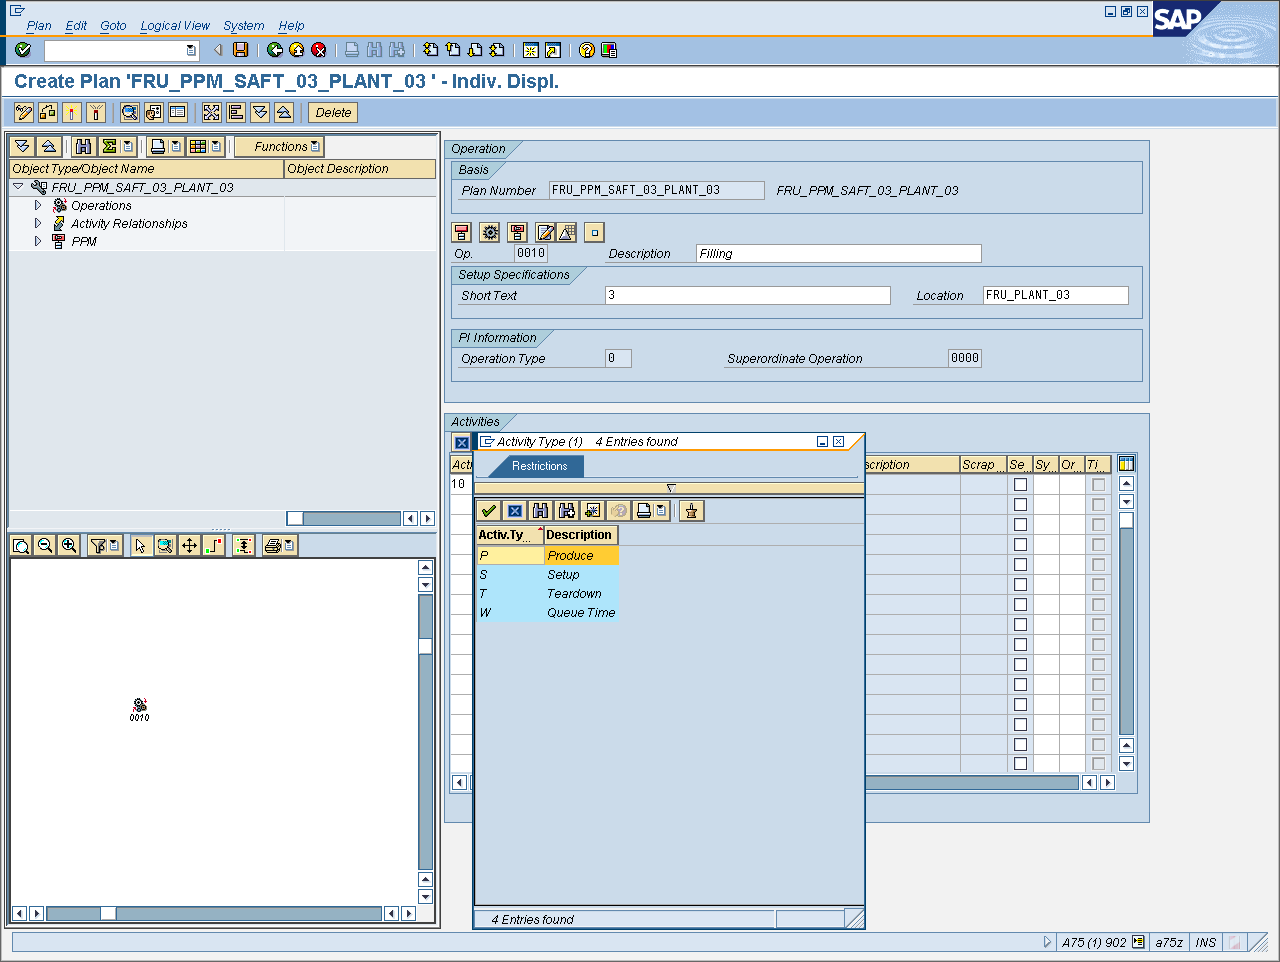 Plan Edit Goto Logical View System Help
SAP
Create Plan 'FRU_PPM_SAFT_03_PLANT_03 ' - Indiv. Displ.
Delete
Functions
Object Type/Object Name Object Description
FRU_PPM_SAFT_03_PLANT_03
Operations
Activity Relationships
PPM
0010
Operation
Basis
Plan Number FRU_PPM_SAFT_03_PLANT_03 FRU_PPM_SAFT_03_PLANT_03
Op. 0010 Description Filling
Setup Specifications
Short Text 3 Location FRU_PLANT_03
PI Information
Operation Type 0 Superordinate Operation 0000
Activities
Scrap... Se... Sy... Or... Ti...
10
Activity Type (1) 4 Entries found
Restrictions
Activ.Ty... Description
P Produce
S Setup
T Teardown
W Queue Time
4 Entries found
A75 (1) 902 a75z INS